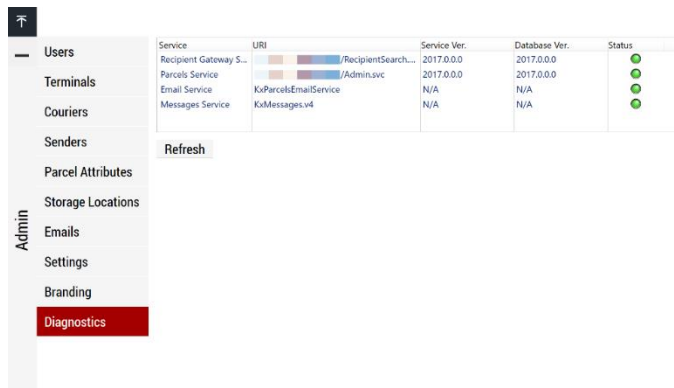 Admin
Users
Terminals
Couriers
Senders
Parcel Attributes
Storage Locations
Emails
Settings
Branding
Diagnostics
Service URI Service Ver. Database Ver. Status
Recipient Gateway S... /RecipientSearch.... 2017.0.0.0 2017.0.0.0
Parcels Service /Admin.svc 2017.0.0.0 2017.0.0.0
Email Service KxParcelsEmailService N/A N/A
Messages Service KxMessages.v4 N/A N/A
Refresh